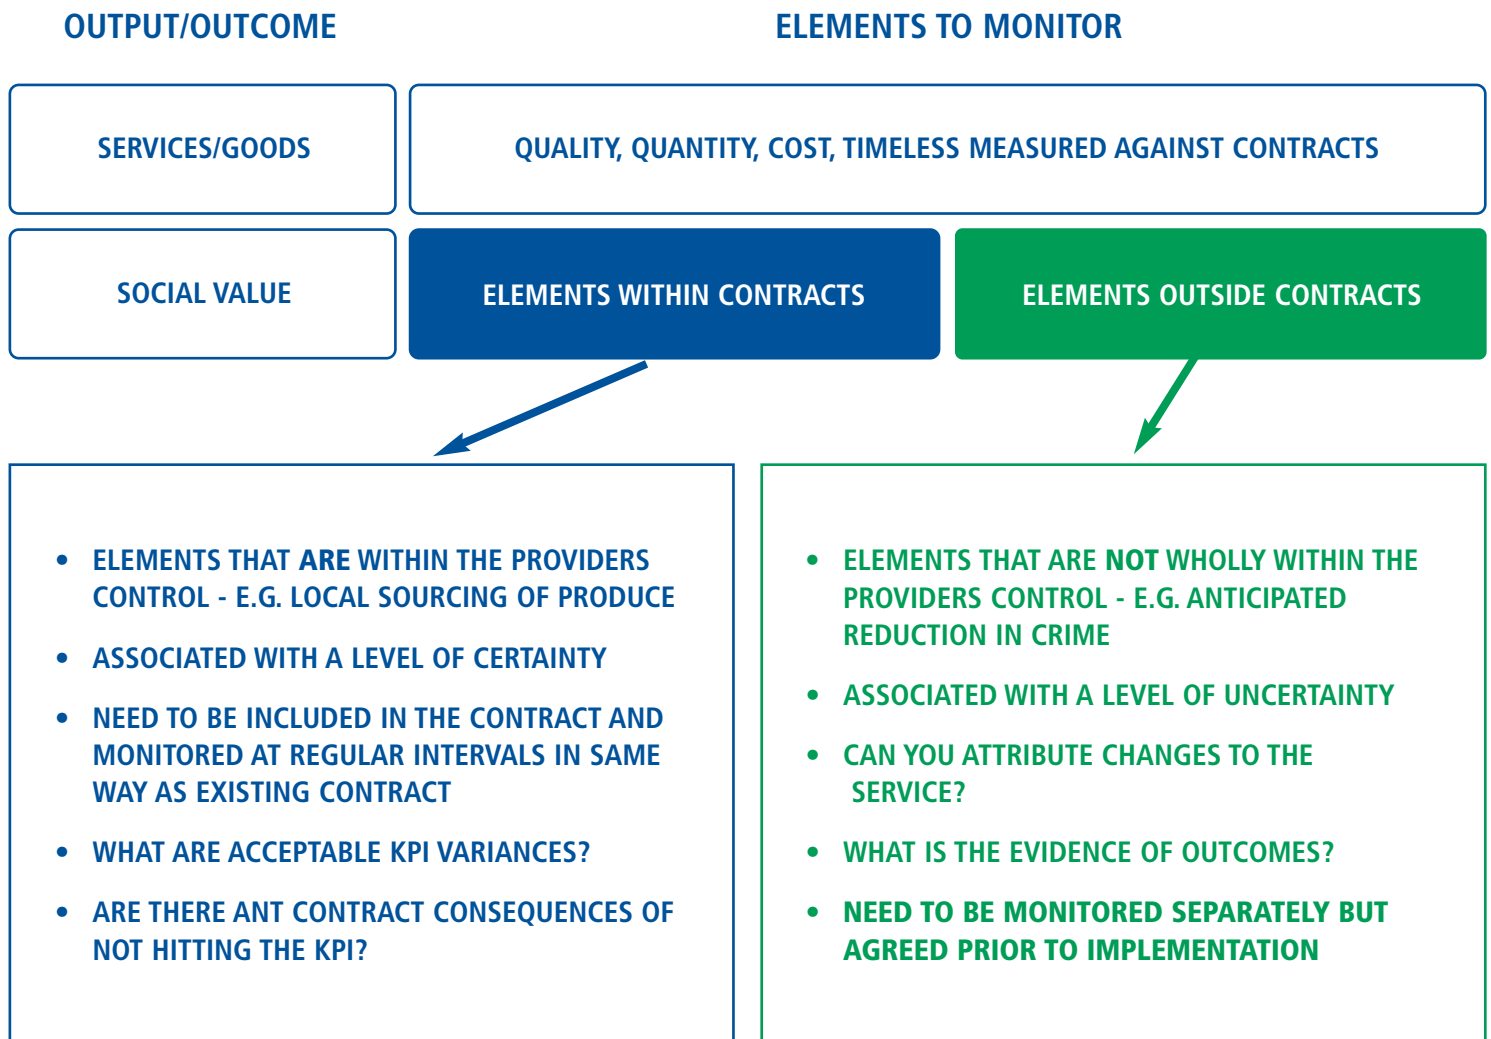 OUTPUT/OUTCOME
ELEMENTS TO MONITOR
SERVICES/GOODS
QUALITY, QUANTITY, COST, TIMELESS MEASURED AGAINST CONTRACTS
SOCIAL VALUE
ELEMENTS WITHIN CONTRACTS
ELEMENTS OUTSIDE CONTRACTS
• ELEMENTS THAT ARE WITHIN THE PROVIDERS
CONTROL - E.G. LOCAL SOURCING OF PRODUCE
• ASSOCIATED WITH A LEVEL OF CERTAINTY
• NEED TO BE INCLUDED IN THE CONTRACT AND
MONITORED AT REGULAR INTERVALS IN SAME
WAY AS EXISTING CONTRACT
• WHAT ARE ACCEPTABLE KPI VARIANCES?
• ARE THERE ANT CONTRACT CONSEQUENCES OF
NOT HITTING THE KPI?
• ELEMENTS THAT ARE NOT WHOLLY WITHIN THE
PROVIDERS CONTROL - E.G. ANTICIPATED
REDUCTION IN CRIME
• ASSOCIATED WITH A LEVEL OF UNCERTAINTY
• CAN YOU ATTRIBUTE CHANGES TO THE
SERVICE?
• WHAT IS THE EVIDENCE OF OUTCOMES?
• NEED TO BE MONITORED SEPARATELY BUT
AGREED PRIOR TO IMPLEMENTATION